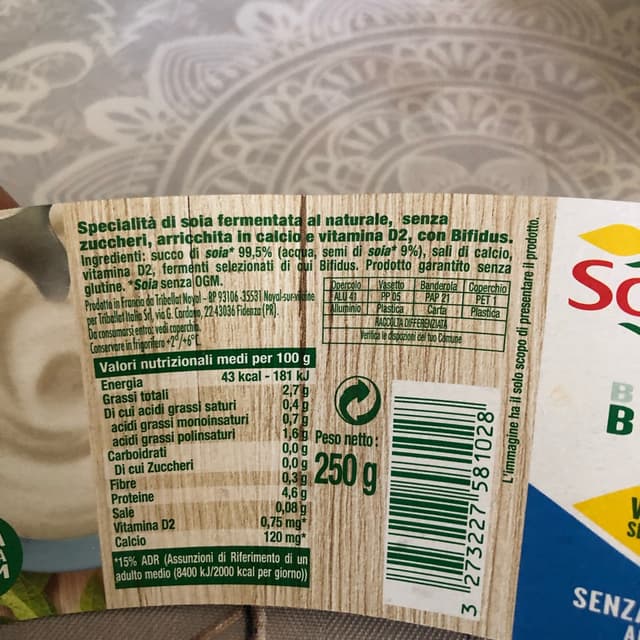 Specialità di soia fermentata al naturale, senza
zuccheri, arricchita in calcio e vitamina D2, con Bifidus.
Ingredienti: succo di soia* 99,5% (acqua, semi di soia* 9%), sali di calcio,
vitamina D2, fermenti selezionati di cui Bifidus. Prodotto garantito senza
glutine. *Soia senza OGM.
Prodotto in Francia da Triballat Noyal - BP 93106-35531 Noyal-sur-vilaine
per Triballat Italia Srl, via G. Cardano, 22 43036 Fidenza (PR).
Da consumarsi entro: vedi coperchio.
Conservare in frigorifero +2°/+6°C
Opercolo Vasetto Banderola Coperchio
ALU 41 PP 05 PAP 21 PET 1
Alluminio Plastica Carta Plastica
RACCOLTA DIFFERENZIATA
Verifica le disposizioni del tuo Comune
Valori nutrizionali medi per 100 g
Energia 43 kcal - 181 kJ
Grassi totali 2,7 g
Di cui acidi grassi saturi 0,4 g
acidi grassi monoinsaturi 0,7 g
acidi grassi polinsaturi 1,6 g
Carboidrati 0,0 g
Di cui Zuccheri 0,0 g
Fibre 0,3 g
Proteine 4,6 g
Sale 0,08 g
Vitamina D2 0,75 mg*
Calcio 120 mg*
*15% ADR (Assunzioni di Riferimento di un
adulto medio (8400 kJ/2000 kcal per giorno))
Peso netto:
250 g
3 273227 581028
L'immagine ha il solo scopo di presentare il prodotto.
So
B
B
V
SE
SENZA